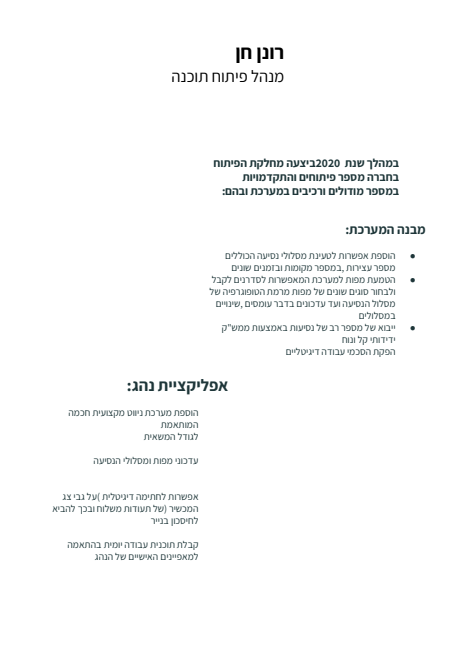 רונן חן
מנהל פיתוח תוכנה
במהלך שנת 2020ביצעה מחלקת הפיתוח
בחברה מספר פיתוחים והתקדמויות
במספר מודולים ורכיבים במערכת ובהם:
מבנה המערכת:
● הוספת אפשרות לטעינת מסלולי נסיעה הכוללים
מספר עצירות ,במספר מקומות ובזמנים שונים
● הטמעת מפות למערכת המאפשרות לסדרנים לקבל
ולבחור סוגים שונים של מפות מרמת הטופוגרפיה של
מסלול הנסיעה ועד עדכונים בדבר עומסים ,שינויים
במסלולים
● ייבוא של מספר רב של נסיעות באמצעות ממש"ק
ידידותי קל ונוח
הפקת הסכמי עבודה דיגיטליים
אפליקציית נהג:
הוספת מערכת ניווט מקצועית חכמה
המותאמת
לגודל המשאית
עדכוני מפות ומסלולי הנסיעה
אפשרות לחתימה דיגיטלית )על גבי צג
המכשיר (של תעודות משלוח ובכך להביא
לחיסכון בנייר
קבלת תוכנית עבודה יומית בהתאמה
למאפיינים האישיים של הנהג